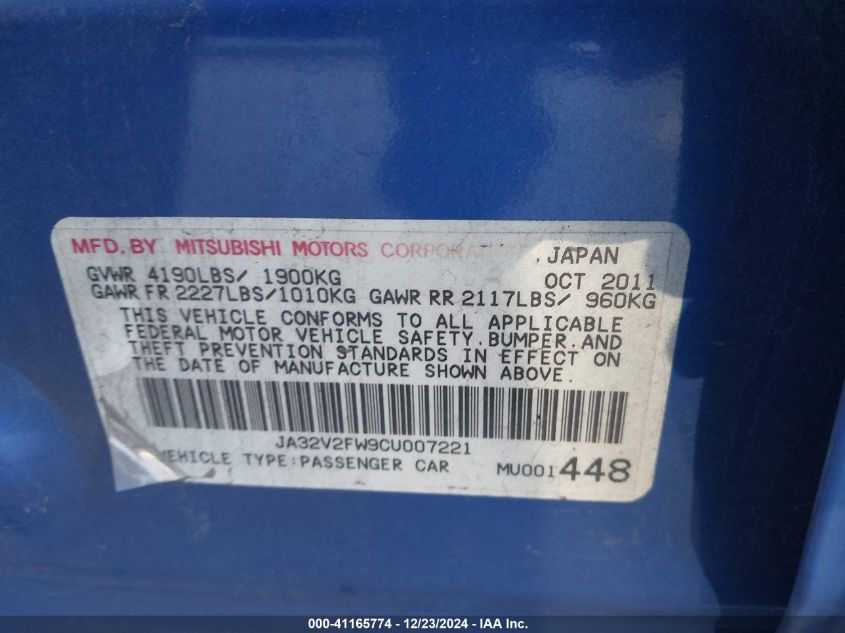 MFD. BY MITSUBISHI MOTORS CORPORATION, JAPAN
GVWR 4190LBS/ 1900KG OCT 2011
GAWR FR 2227LBS/1010KG GAWR RR 2117LBS/ 960KG
THIS VEHICLE CONFORMS TO ALL APPLICABLE
FEDERAL MOTOR VEHICLE SAFETY, BUMPER, AND
THEFT PREVENTION STANDARDS IN EFFECT ON
THE DATE OF MANUFACTURE SHOWN ABOVE.
JA32V2FW9CU007221
VEHICLE TYPE:PASSENGER CAR MU001448
000-41165774 - 12/23/2024 - IAA Inc.